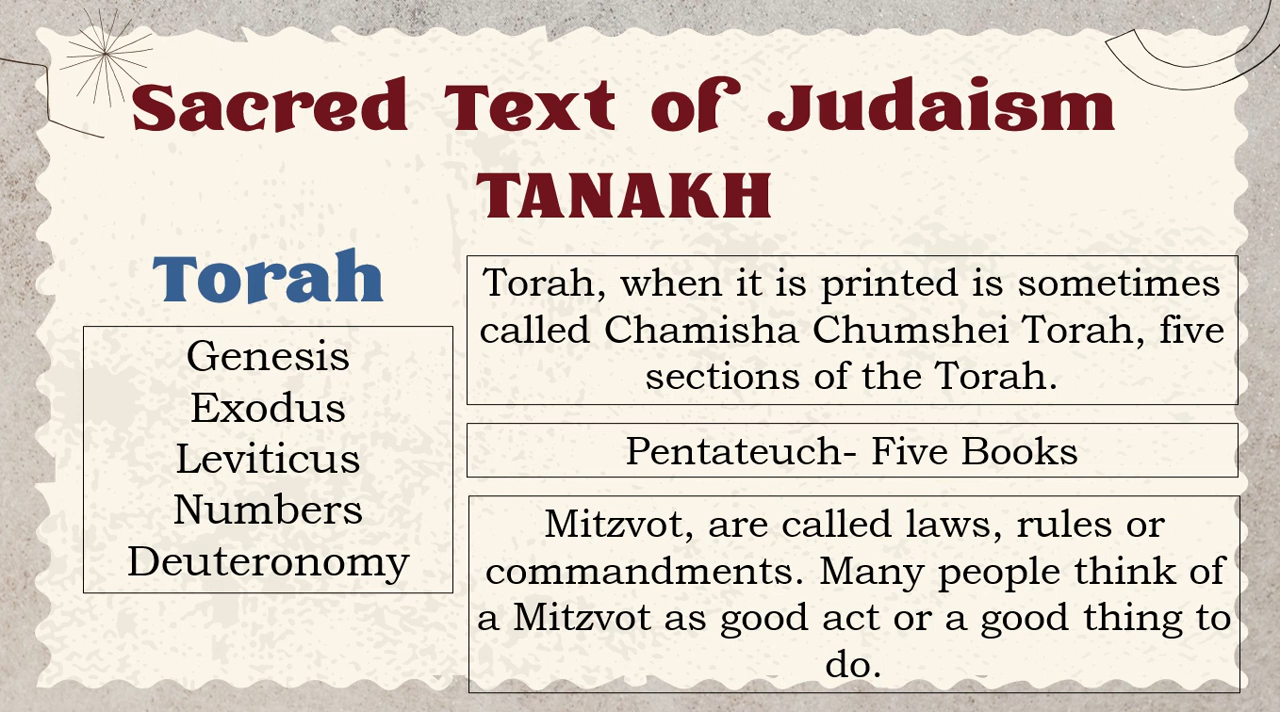 Sacred Text of Judaism
TANAKH
Torah
Genesis
Exodus
Leviticus
Numbers
Deuteronomy
Torah, when it is printed is sometimes
called Chamisha Chumshei Torah, five
sections of the Torah.
Pentateuch- Five Books
Mitzvot, are called laws, rules or
commandments. Many people think of
a Mitzvot as good act or a good thing to
do.